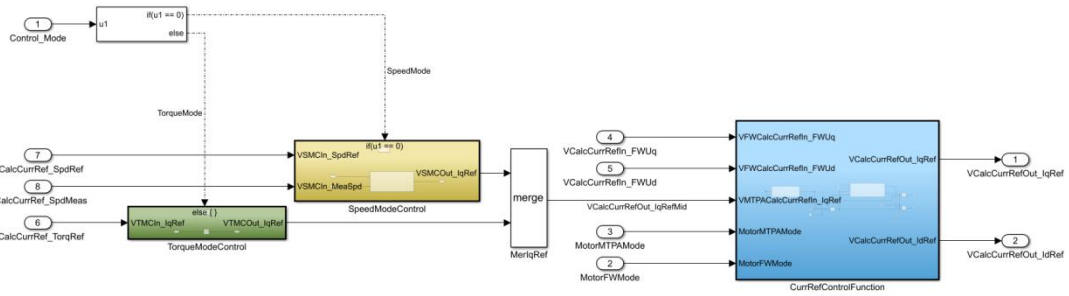 1
Control_Mode
u1
if(u1 == 0)
else
SpeedMode
TorqueMode
7
CalcCurrRef_SpdRef
8
CalcCurrRef_SpdMeas
6
CalcCurrRef_TorqRef
if(u1 == 0)
VSMCIn_SpdRef
VSMCIn_MeaSpd
VSMCOut_IqRef
SpeedModeControl
else { }
VTMCIn_IqRef
VTMCOut_IqRef
TorqueModeControl
merge
MerIqRef
4
VCalcCurrRefIn_FWUq
5
VCalcCurrRefIn_FWUd
VCalcCurrRefOut_IqRefMid
3
MotorMTPAMode
2
MotorFWMode
VFWCalcCurrRefIn_FWUq
VFWCalcCurrRefIn_FWUd
VMTPACalcCurrRefIn_IqRef
MotorMTPAMode
MotorFWMode
VCalcCurrRefOut_IqRef
VCalcCurrRefOut_IdRef
CurrRefControlFunction
1
VCalcCurrRefOut_IqRef
2
VCalcCurrRefOut_IdRef